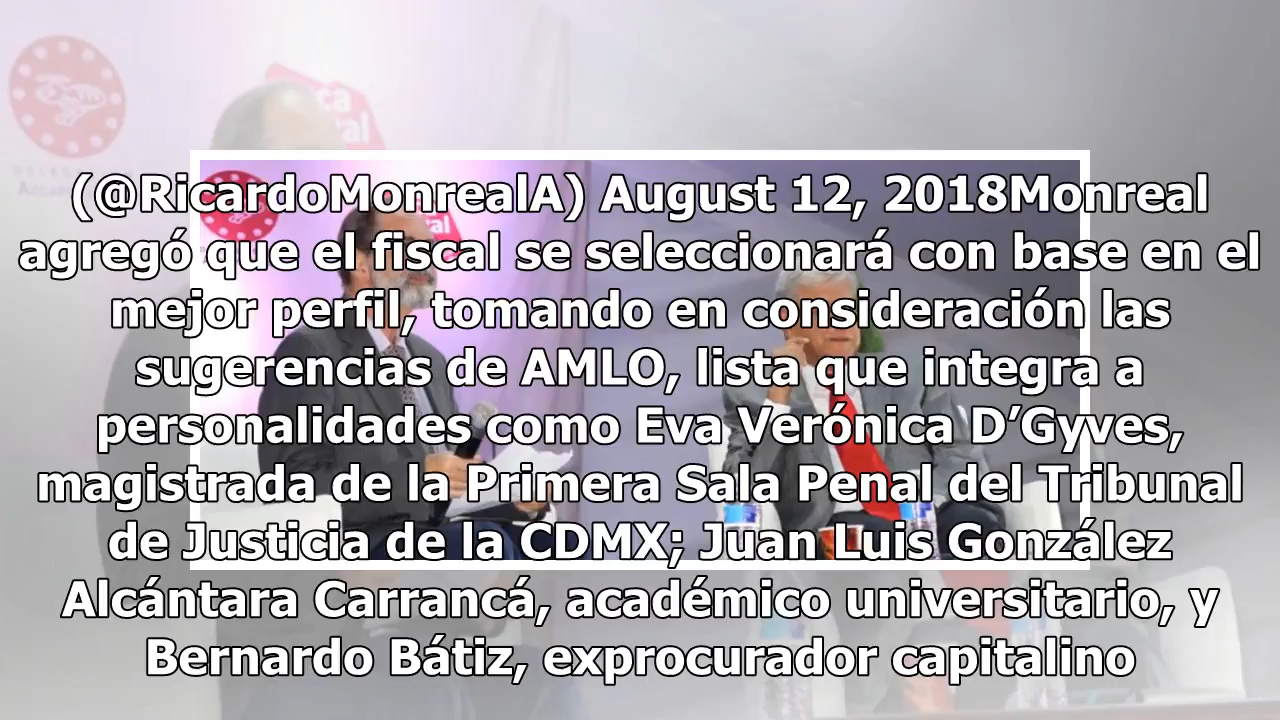 (@RicardoMonrealA) August 12, 2018Monreal
agregó que el fiscal se seleccionará con base en el
mejor perfil, tomando en consideración las
sugerencias de AMLO, lista que integra a
personalidades como Eva Verónica D’Gyves,
magistrada de la Primera Sala Penal del Tribunal
de Justicia de la CDMX; Juan Luis González
Alcántara Carrancá, académico universitario, y
Bernardo Bátiz, exprocurador capitalino